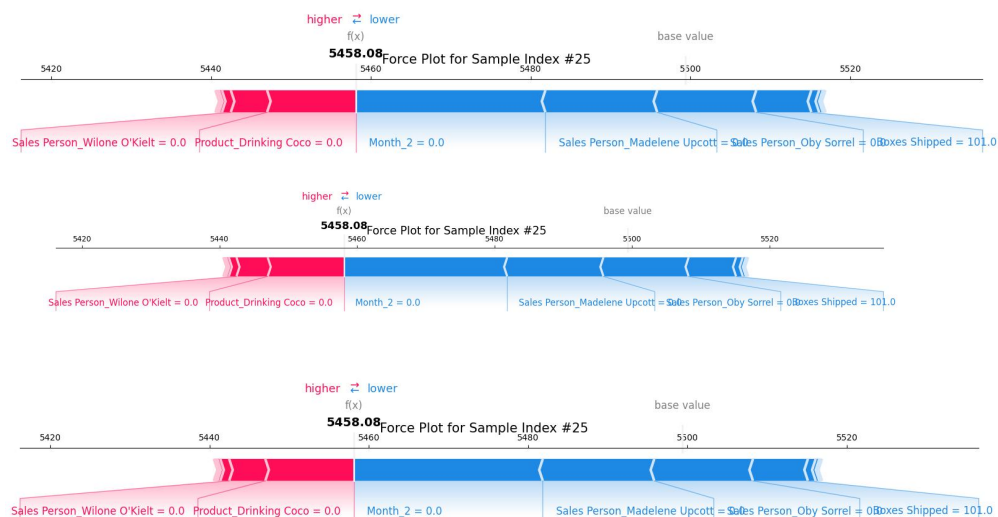 higher ⇄ lower
f(x) base value
5458.08
Force Plot for Sample Index #25
5420 5440 5460 5480 5500 5520
Sales Person_Wilone O'Kielt = 0.0 Product_Drinking Coco = 0.0 Month_2 = 0.0 Sales Person_Madelene Upcott = 0.0 Sales Person_Oby Sorrel = 0.0 Boxes Shipped = 101.0
higher ⇄ lower
f(x) base value
5458.08
Force Plot for Sample Index #25
5420 5440 5460 5480 5500 5520
Sales Person_Wilone O'Kielt = 0.0 Product_Drinking Coco = 0.0 Month_2 = 0.0 Sales Person_Madelene Upcott = 0.0 Sales Person_Oby Sorrel = 0.0 Boxes Shipped = 101.0
higher ⇄ lower
f(x) base value
5458.08
Force Plot for Sample Index #25
5420 5440 5460 5480 5500 5520
Sales Person_Wilone O'Kielt = 0.0 Product_Drinking Coco = 0.0 Month_2 = 0.0 Sales Person_Madelene Upcott = 0.0 Sales Person_Oby Sorrel = 0.0 Boxes Shipped = 101.0